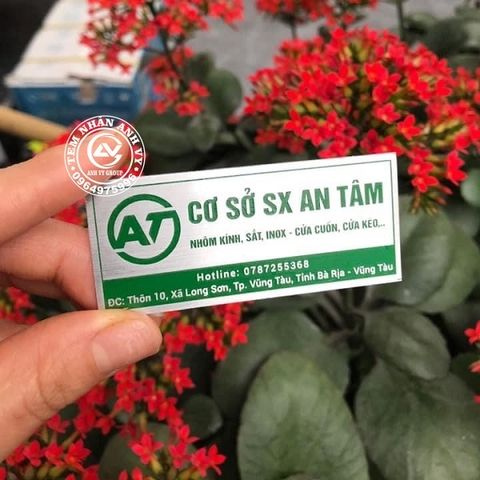 TEM NHÃN ANH VY
ANH VY GROUP
0964975936
AT
CƠ SỞ SX AN TÂM
NHÔM KÍNH, SẮT, INOX - CỬA CUỐN, CỬA KÉO,..
Hotline: 0787255368
ĐC: Thôn 10, Xã Long Sơn, Tp. Vũng Tàu, Tỉnh Bà Rịa - Vũng Tàu